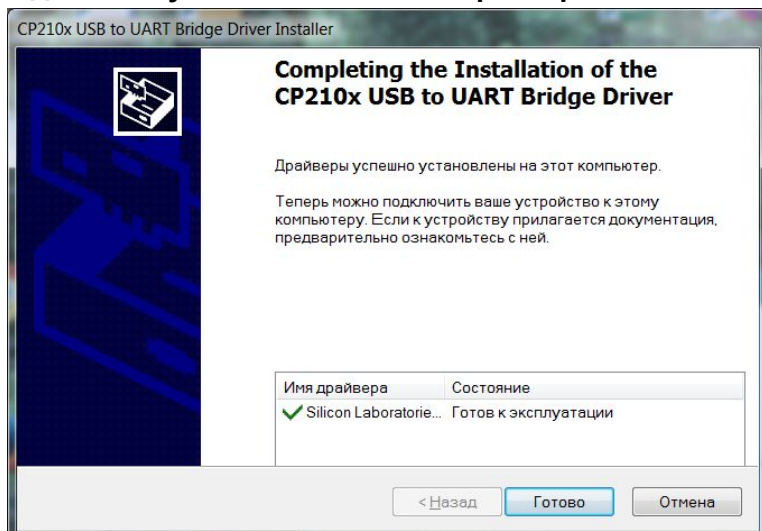 CP210x USB to UART Bridge Driver Installer
Completing the Installation of the
CP210x USB to UART Bridge Driver
Драйверы успешно установлены на этот компьютер.
Теперь можно подключить ваше устройство к этому
компьютеру. Если к устройству прилагается документация,
предварительно ознакомьтесь с ней.
Имя драйвера Состояние
Silicon Laboratorie... Готов к эксплуатации
< Назад Готово Отмена